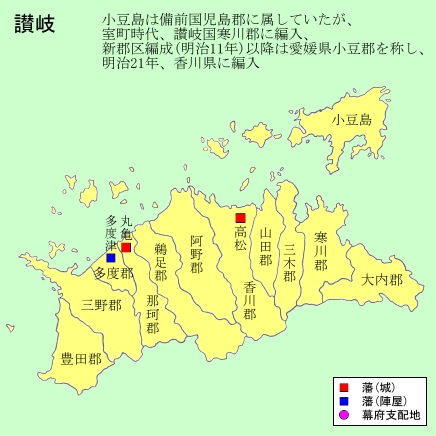 讃岐
小豆島は備前国児島郡に属していたが、
室町時代、讃岐国寒川郡に編入、
新郡区編成(明治11年)以降は愛媛県小豆郡を称し、
明治21年、香川県に編入
小豆島
多度津
丸亀
高松
多度郡
鵜足郡
阿野郡
山田郡
三木郡
寒川郡
大内郡
三野郡
那珂郡
香川郡
豊田郡
藩(城)
藩(陣屋)
幕府支配地